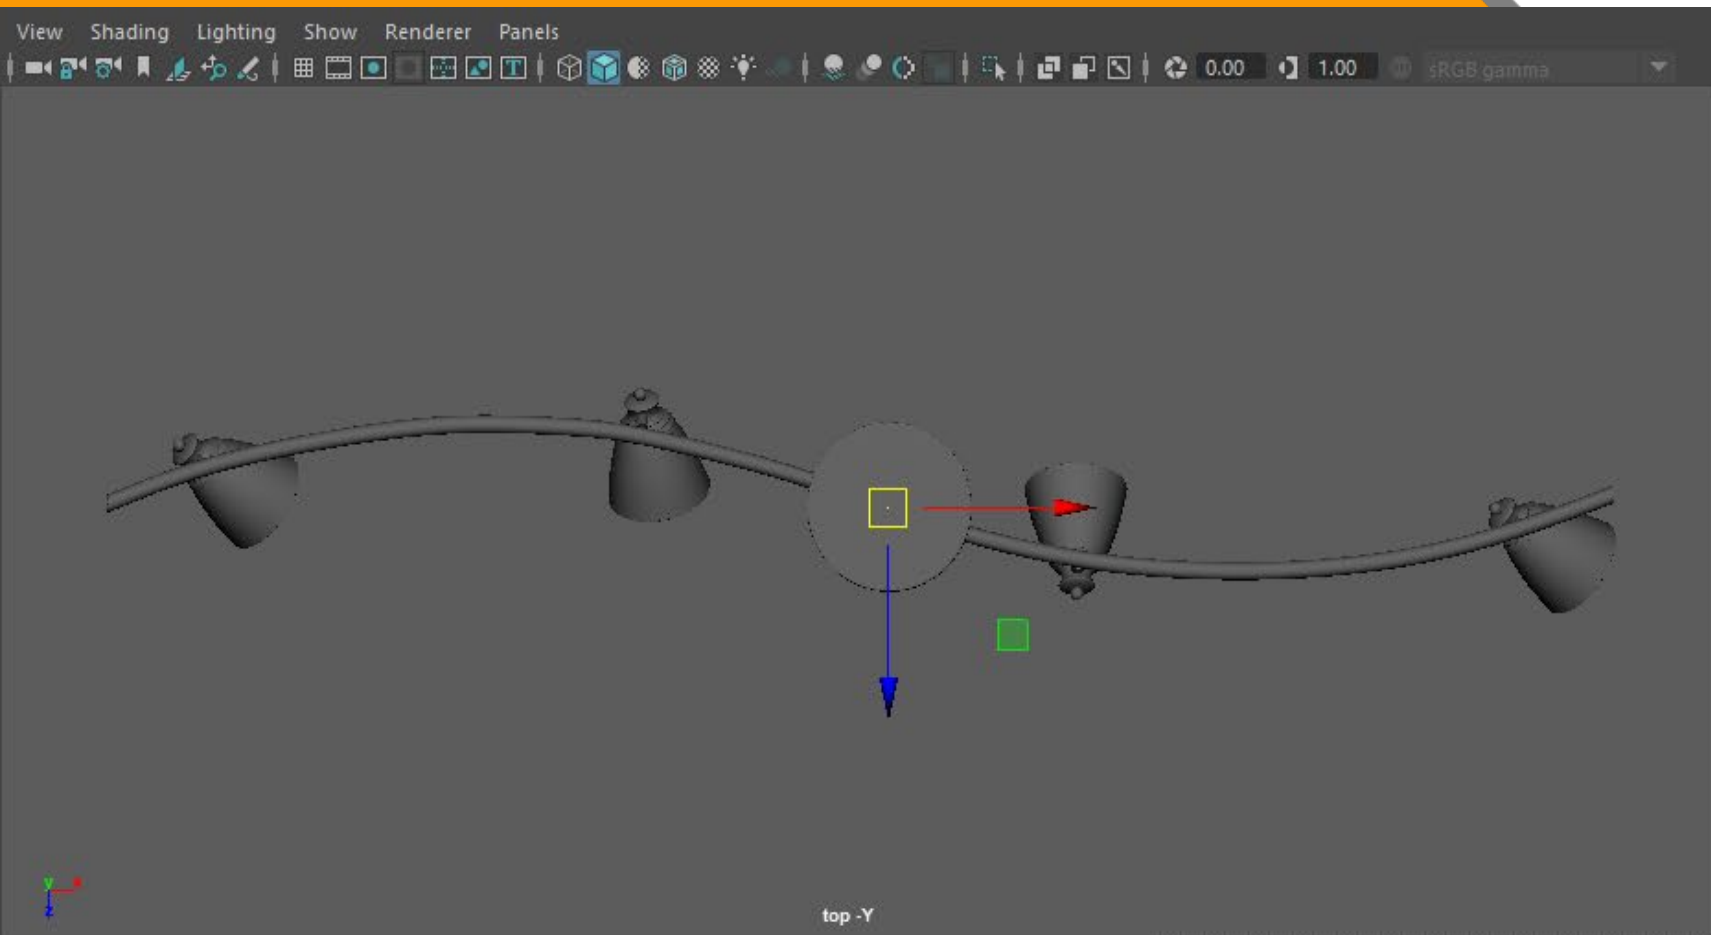 View Shading Lighting Show Renderer Panels
T 0.00 1.00 sRGB gamma
y x
z
top -Y